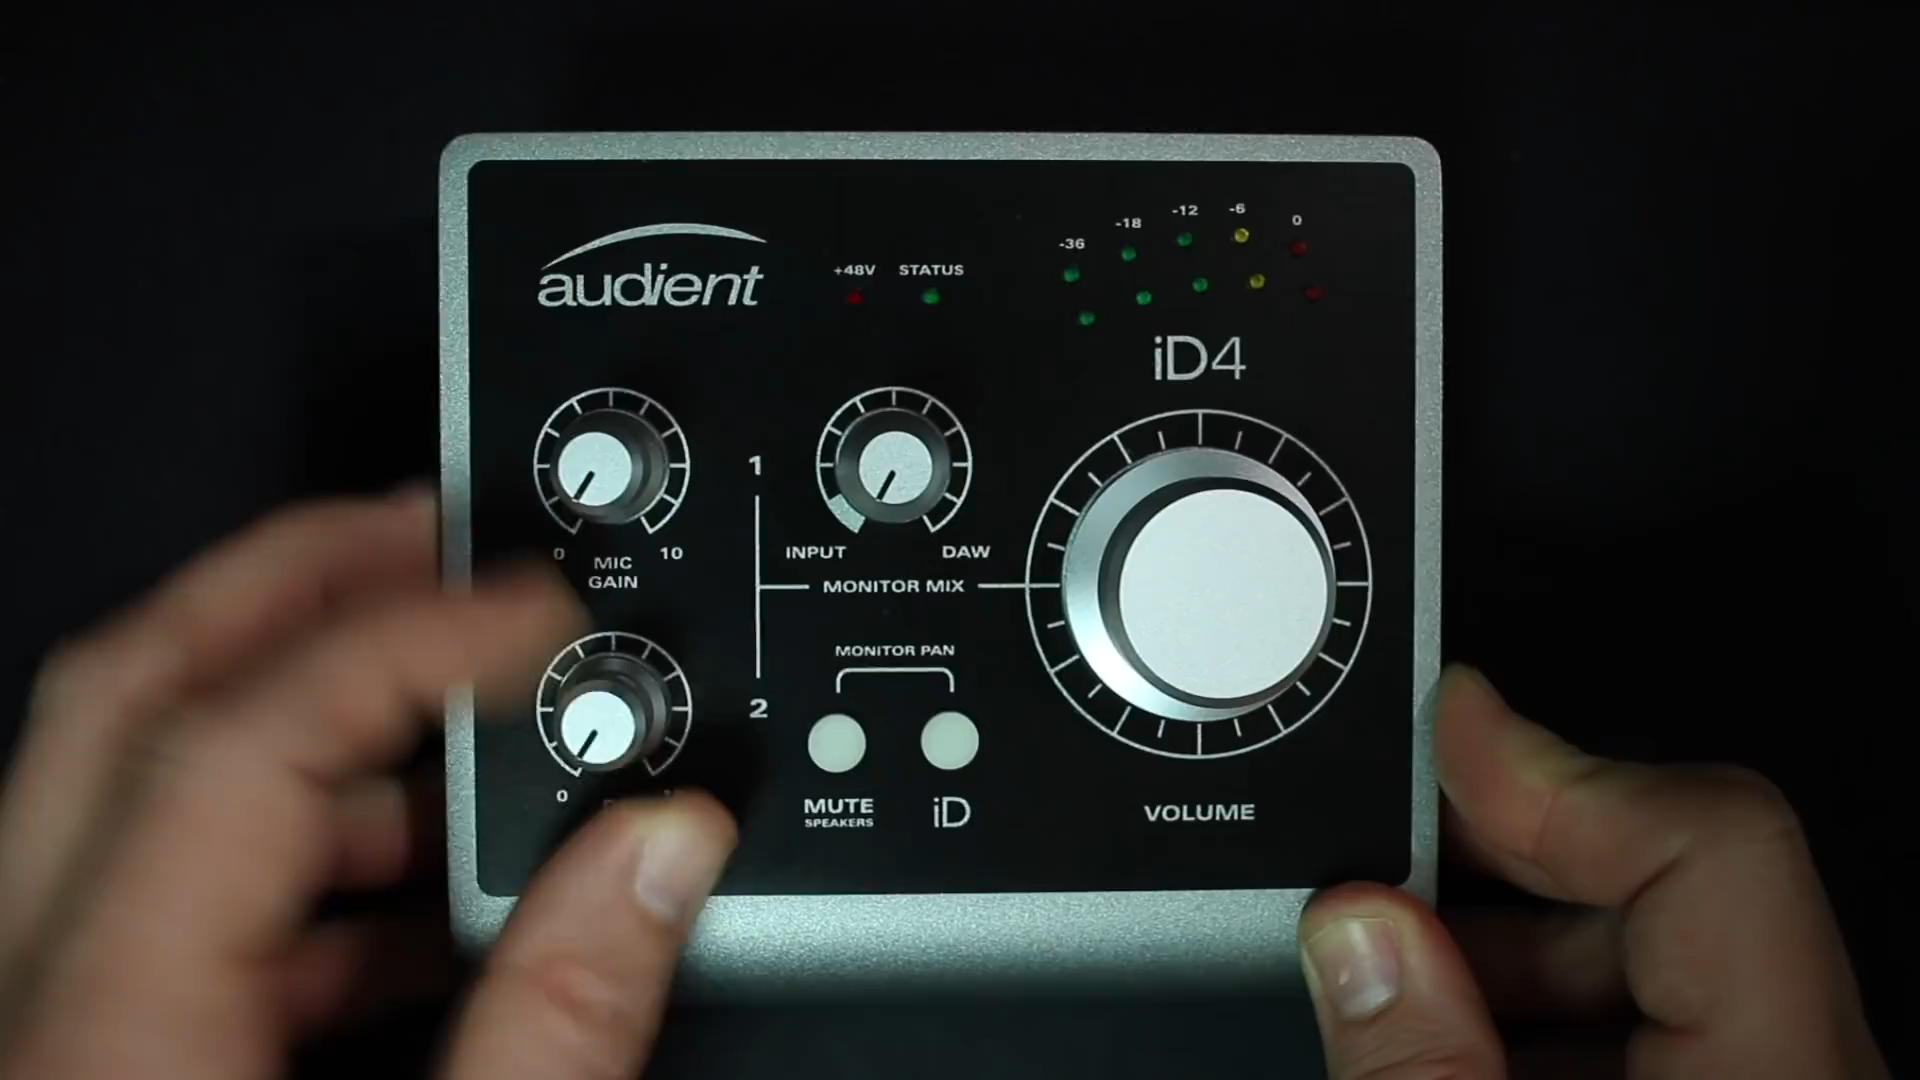 audient
+48V STATUS
-36 -18 -12 -6 0
iD4
1
0 10
MIC
GAIN
INPUT DAW
MONITOR MIX
MONITOR PAN
2
0
MUTE
SPEAKERS
iD
VOLUME